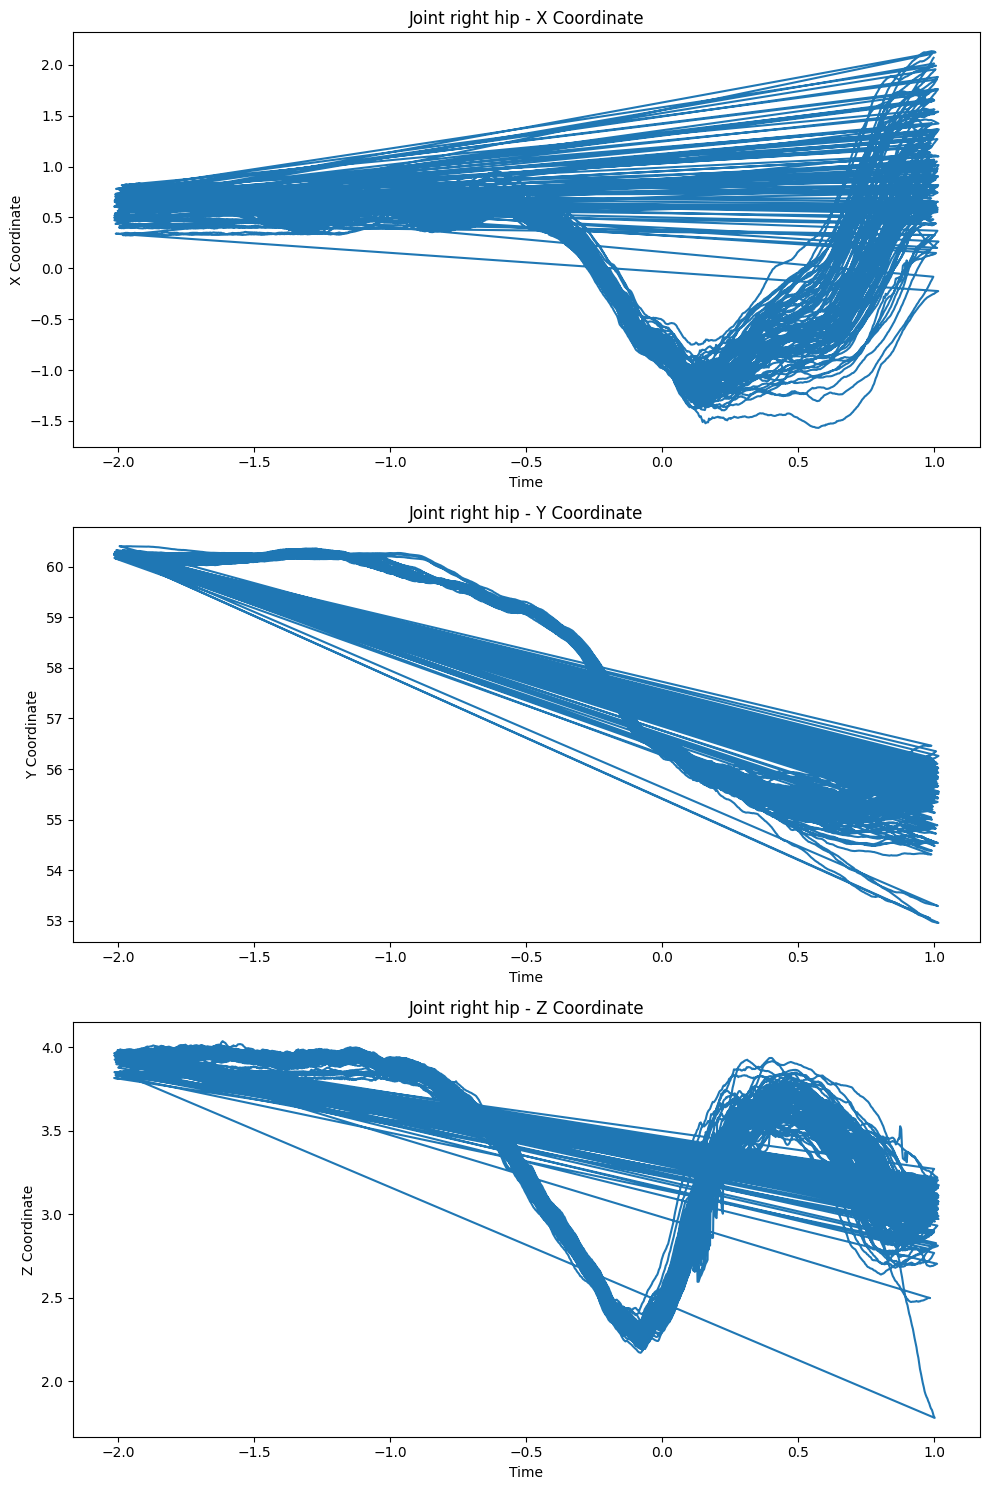 Joint right hip - X Coordinate
X Coordinate
2.0
1.5
1.0
0.5
0.0
−0.5
−1.0
−1.5
−2.0 −1.5 −1.0 −0.5 0.0 0.5 1.0
Time
Joint right hip - Y Coordinate
Y Coordinate
60
59
58
57
56
55
54
53
−2.0 −1.5 −1.0 −0.5 0.0 0.5 1.0
Time
Joint right hip - Z Coordinate
Z Coordinate
4.0
3.5
3.0
2.5
2.0
−2.0 −1.5 −1.0 −0.5 0.0 0.5 1.0
Time